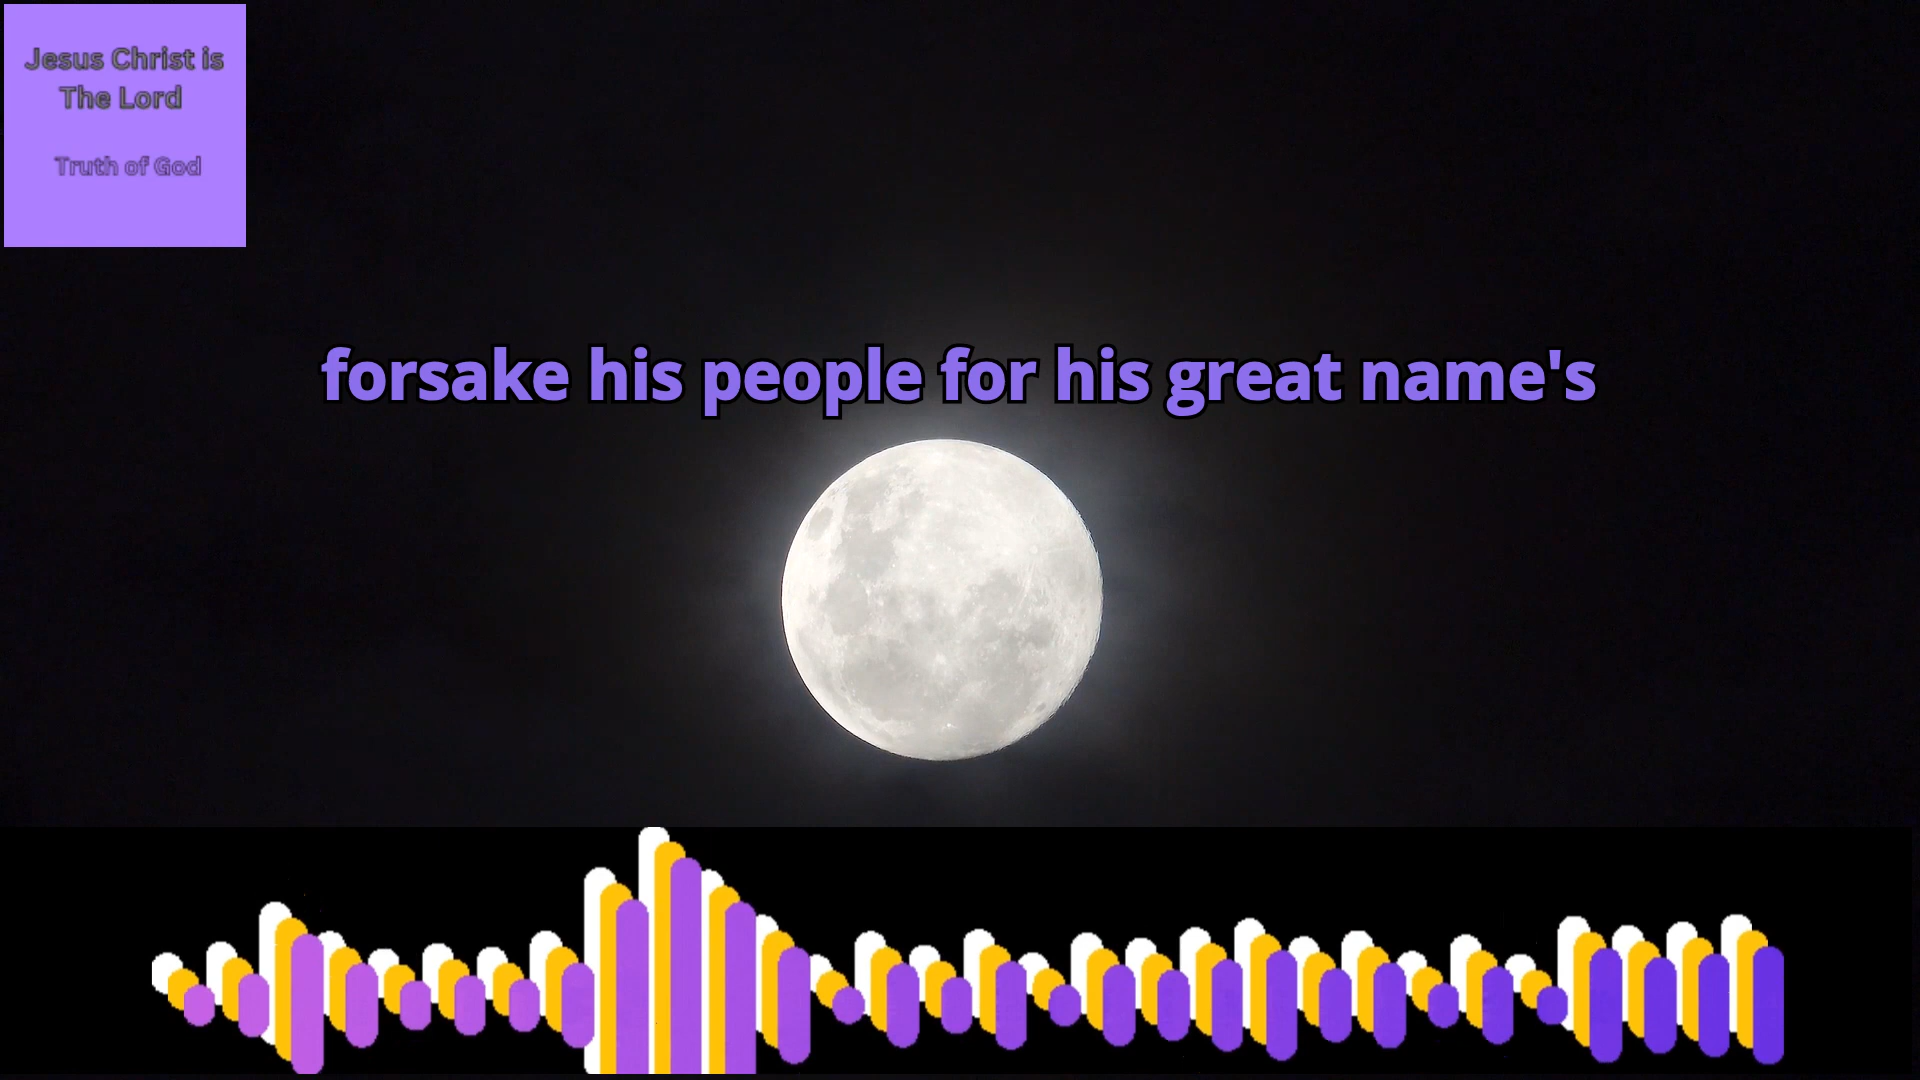 Jesus Christ is
The Lord
Truth of God
forsake his people for his great name's